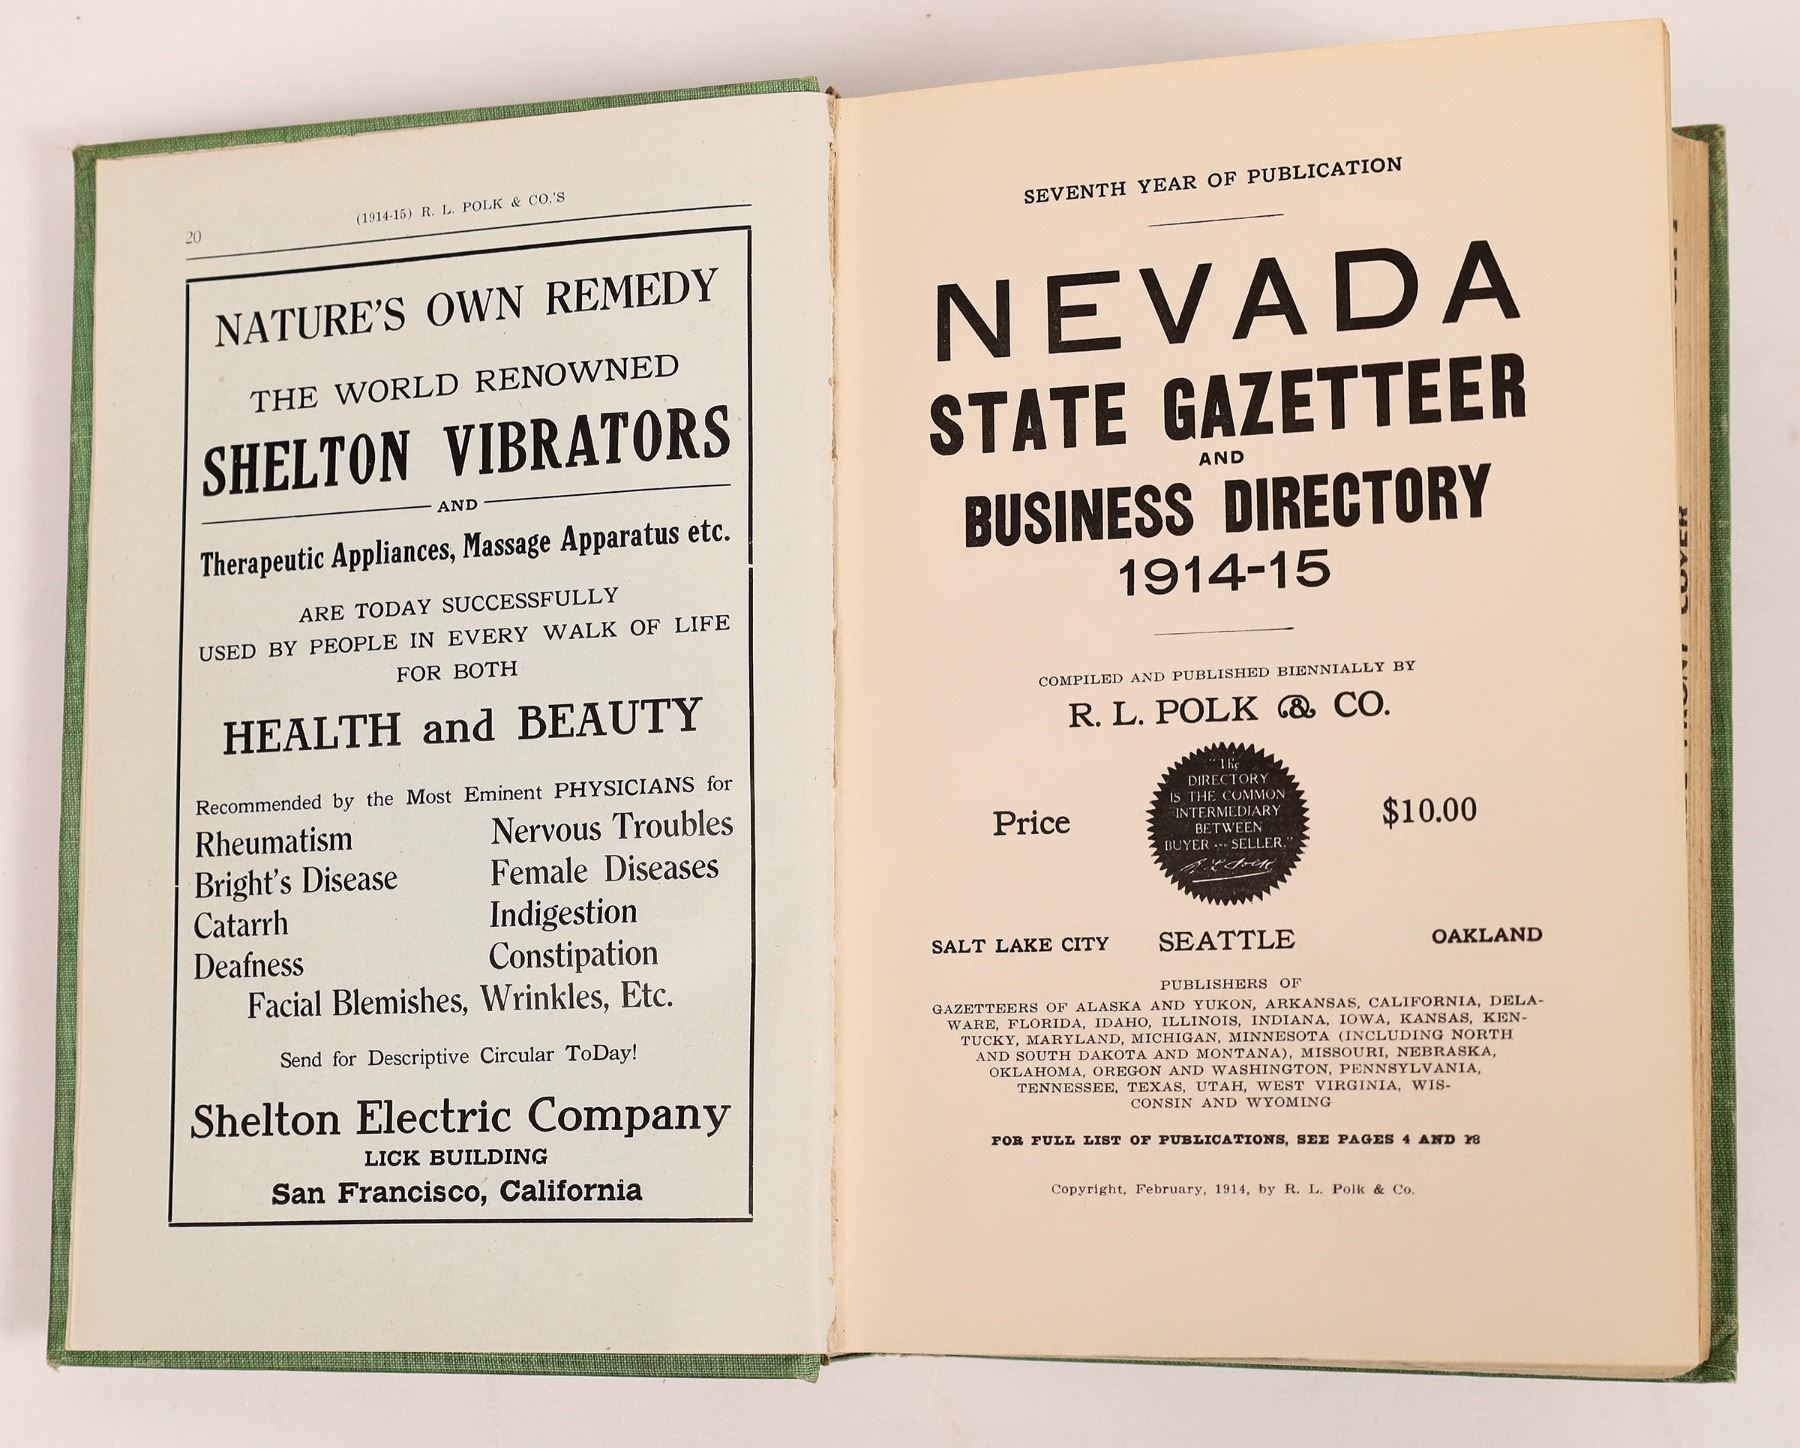 20
(1914-15) R. L. POLK & CO.'S
NATURE'S OWN REMEDY
THE WORLD RENOWNED
SHELTON VIBRATORS
AND
Therapeutic Appliances, Massage Apparatus etc.
ARE TODAY SUCCESSFULLY
USED BY PEOPLE IN EVERY WALK OF LIFE
FOR BOTH
HEALTH and BEAUTY
Recommended by the Most Eminent PHYSICIANS for
Rheumatism Nervous Troubles
Bright's Disease Female Diseases
Catarrh Indigestion
Deafness Constipation
Facial Blemishes, Wrinkles, Etc.
Send for Descriptive Circular ToDay!
Shelton Electric Company
LICK BUILDING
San Francisco, California
SEVENTH YEAR OF PUBLICATION
NEVADA
STATE GAZETTEER
AND
BUSINESS DIRECTORY
1914-15
COMPILED AND PUBLISHED BIENNIALLY BY
R. L. POLK & CO.
"The
DIRECTORY
IS THE COMMON
INTERMEDIARY
BETWEEN
BUYER AND SELLER."
R L Polk
Price $10.00
SALT LAKE CITY SEATTLE OAKLAND
PUBLISHERS OF
GAZETTEERS OF ALASKA AND YUKON, ARKANSAS, CALIFORNIA, DELA-
WARE, FLORIDA, IDAHO, ILLINOIS, INDIANA, IOWA, KANSAS, KEN-
TUCKY, MARYLAND, MICHIGAN, MINNESOTA (INCLUDING NORTH
AND SOUTH DAKOTA AND MONTANA), MISSOURI, NEBRASKA,
OKLAHOMA, OREGON AND WASHINGTON, PENNSYLVANIA,
TENNESSEE, TEXAS, UTAH, WEST VIRGINIA, WIS-
CONSIN AND WYOMING
FOR FULL LIST OF PUBLICATIONS, SEE PAGES 4 AND 18
Copyright, February, 1914, by R. L. Polk & Co.
FRONT COVER